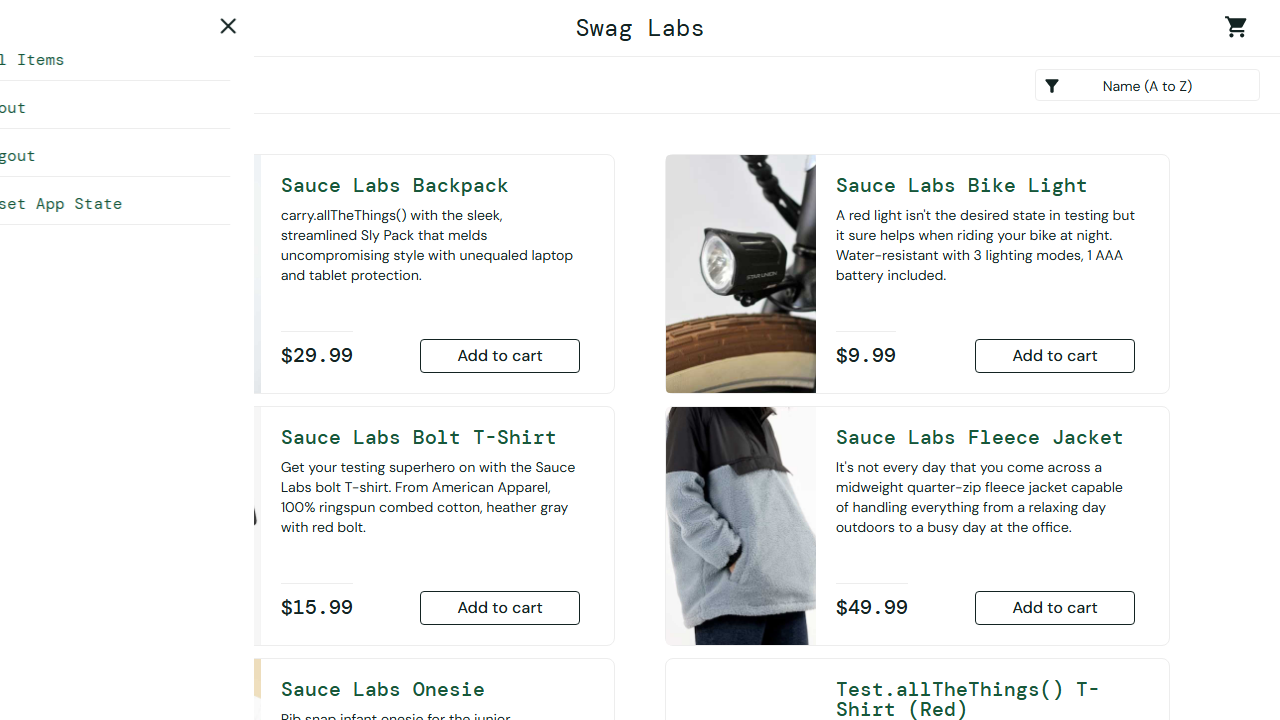 Swag Labs
l Items
out
gout
set App State
Name (A to Z)
Sauce Labs Backpack
carry.allTheThings() with the sleek,
streamlined Sly Pack that melds
uncompromising style with unequaled laptop
and tablet protection.
$29.99
Add to cart
Sauce Labs Bike Light
A red light isn't the desired state in testing but
it sure helps when riding your bike at night.
Water-resistant with 3 lighting modes, 1 AAA
battery included.
$9.99
Add to cart
Sauce Labs Bolt T-Shirt
Get your testing superhero on with the Sauce
Labs bolt T-shirt. From American Apparel,
100% ringspun combed cotton, heather gray
with red bolt.
$15.99
Add to cart
Sauce Labs Fleece Jacket
It's not every day that you come across a
midweight quarter-zip fleece jacket capable
of handling everything from a relaxing day
outdoors to a busy day at the office.
$49.99
Add to cart
Sauce Labs Onesie
Rib snap infant onesie for the junior
Test.allTheThings() T-
Shirt (Red)